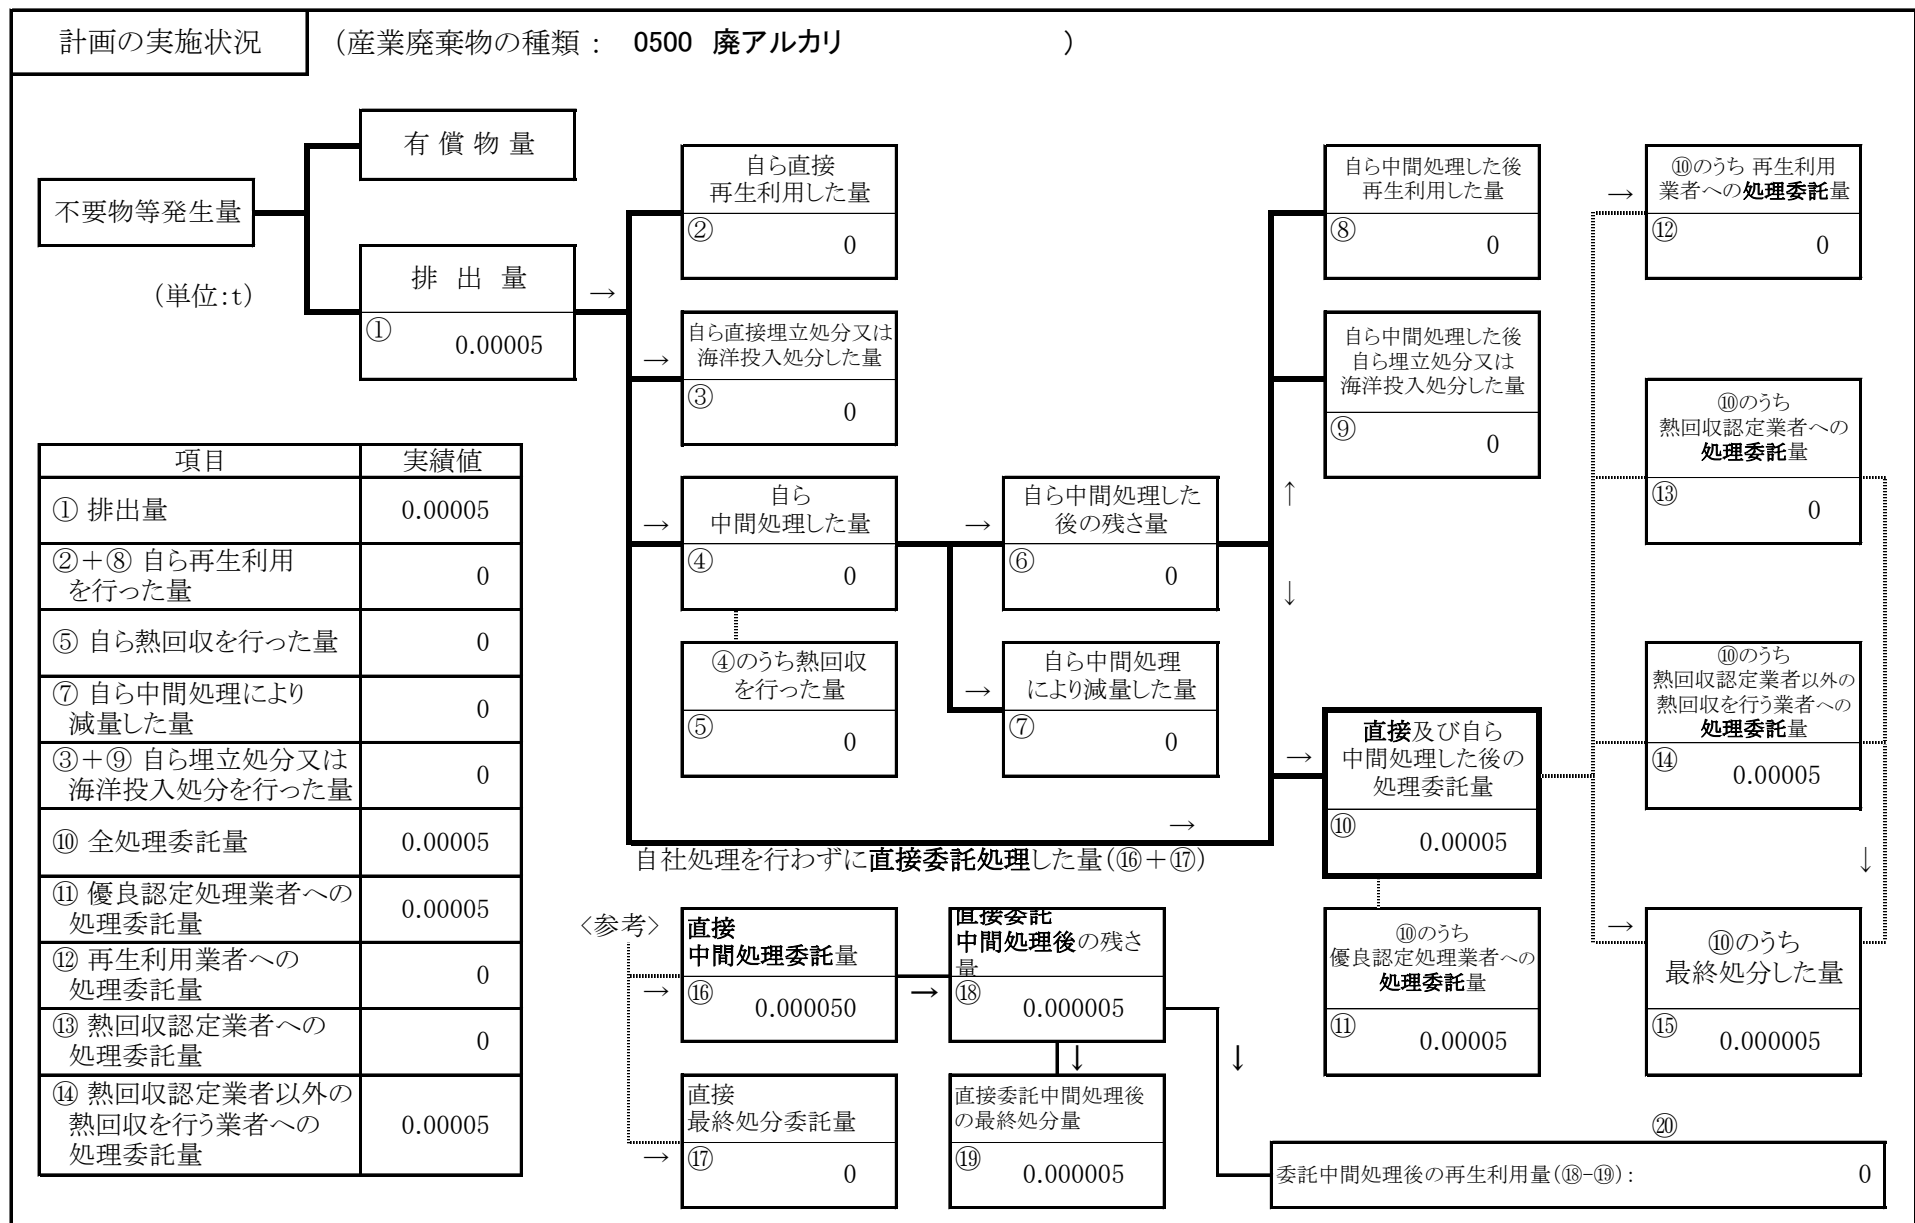 計画の実施状況 (産業廃棄物の種類： 0500 廃アルカリ )
有 償 物 量
不要物等発生量
(単位:t)
排 出 量
① 0.00005
→
自ら直接
再生利用した量
② 0
→
自ら直接埋立処分又は
海洋投入処分した量
③ 0
→
自ら
中間処理した量
④ 0
④のうち熱回収
を行った量
⑤ 0
→
自ら中間処理した
後の残さ量
⑥ 0
→
自ら中間処理
により減量した量
⑦ 0
自ら中間処理した後
再生利用した量
⑧ 0
自ら中間処理した後
自ら埋立処分又は
海洋投入処分した量
⑨ 0
↑
↓
→
直接及び自ら
中間処理した後の
処理委託量
⑩ 0.00005
⑩のうち
優良認定処理業者への
処理委託量
⑪ 0.00005
→
⑩のうち 再生利用
業者への処理委託量
⑫ 0
⑩のうち
熱回収認定業者への
処理委託量
⑬ 0
⑩のうち
熱回収認定業者以外の
熱回収を行う業者への
処理委託量
⑭ 0.00005
↓
→
⑩のうち
最終処分した量
⑮ 0.000005
項目 実績値
① 排出量 0.00005
②＋⑧ 自ら再生利用
を行った量 0
⑤ 自ら熱回収を行った量 0
⑦ 自ら中間処理により
減量した量 0
③＋⑨ 自ら埋立処分又は
海洋投入処分を行った量 0
⑩ 全処理委託量 0.00005
⑪ 優良認定処理業者への
処理委託量 0.00005
⑫ 再生利用業者への
処理委託量 0
⑬ 熱回収認定業者への
処理委託量 0
⑭ 熱回収認定業者以外の
熱回収を行う業者への
処理委託量 0.00005
→
自社処理を行わずに直接委託処理した量(⑯＋⑰)
〈参考〉
→
直接
中間処理委託量
⑯ 0.000050
→
直接委託
中間処理後の残さ
量
⑱ 0.000005
↓
↓
→
直接
最終処分委託量
⑰ 0
直接委託中間処理後
の最終処分量
⑲ 0.000005
⑳
委託中間処理後の再生利用量(⑱-⑲)： 0